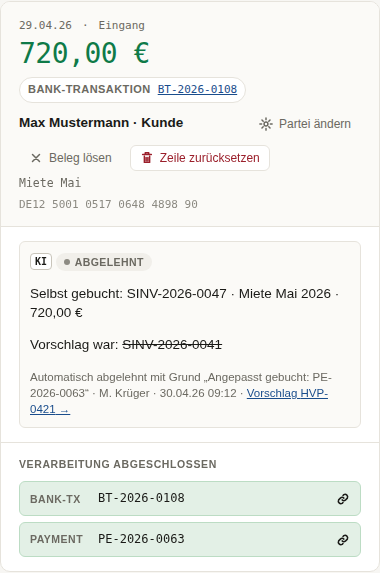 29.04.26 · Eingang
720,00 €
BANK-TRANSAKTION BT-2026-0108
Max Mustermann · Kunde
Partei ändern
Beleg lösen
Zeile zurücksetzen
Miete Mai
DE12 5001 0517 0648 4898 90
KI
ABGELEHNT
Selbst gebucht: SINV-2026-0047 · Miete Mai 2026 ·
720,00 €
Vorschlag war: SINV-2026-0041
Automatisch abgelehnt mit Grund „Angepasst gebucht: PE-
2026-0063“ · M. Krüger · 30.04.26 09:12 · Vorschlag HVP-
0421 →
VERARBEITUNG ABGESCHLOSSEN
BANK-TX BT-2026-0108
PAYMENT PE-2026-0063